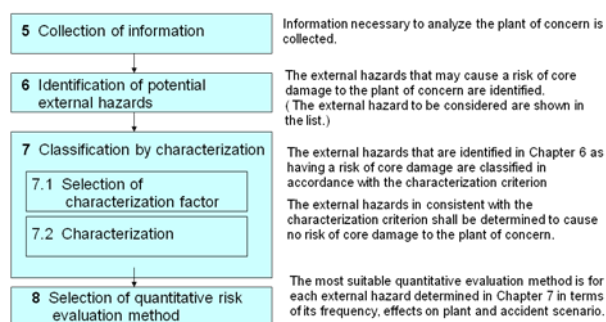 5 Collection of information
Information necessary to analyze the plant of concern is
collected.
6 Identification of potential
external hazards
The external hazards that may cause a risk of core
damage to the plant of concern are identified.
( The external hazard to be considered are shown in
the list.)
7 Classification by characterization
7.1 Selection of
characterization factor
7.2 Characterization
The external hazards that are identified in Chapter 6 as
having a risk of core damage are classified in
accordance with the characterization criterion
The external hazards in consistent with the
characterization criterion shall be determined to cause
no risk of core damage to the plant of concern.
8 Selection of quantitative risk
evaluation method
The most suitable quantitative evaluation method is for
each external hazard determined in Chapter 7 in terms
of its frequency, effects on plant and accident scenario.